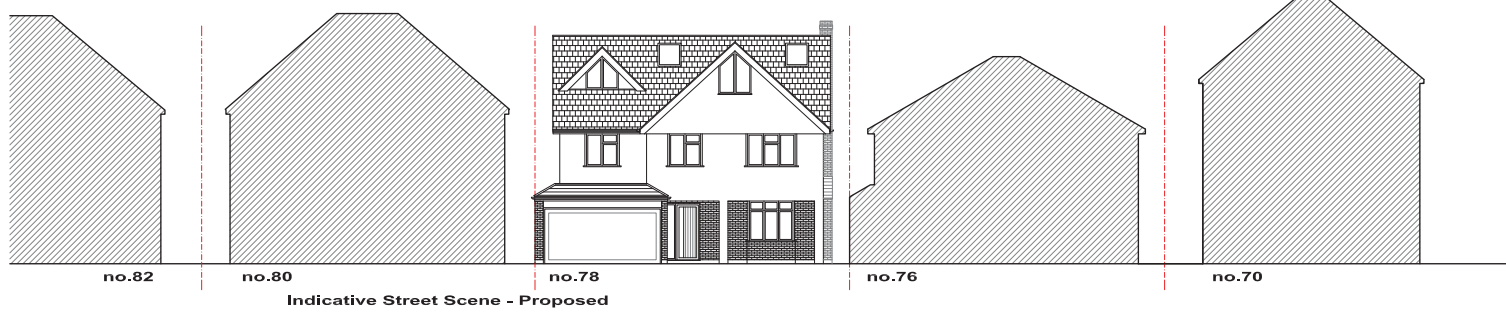 no.82
no.80
no.78
no.76
no.70
Indicative Street Scene - Proposed